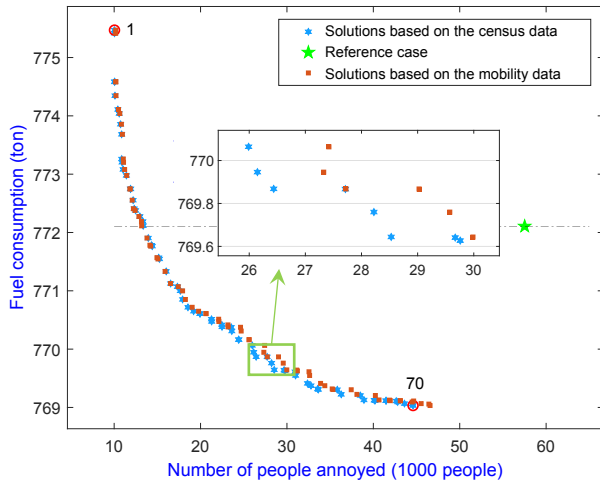 1
Solutions based on the census data
Reference case
Solutions based on the mobility data
775
774
773
772
771
770
769
Fuel consumption (ton)
770
769.8
769.6
26 27 28 29 30
70
10 20 30 40 50 60
Number of people annoyed (1000 people)